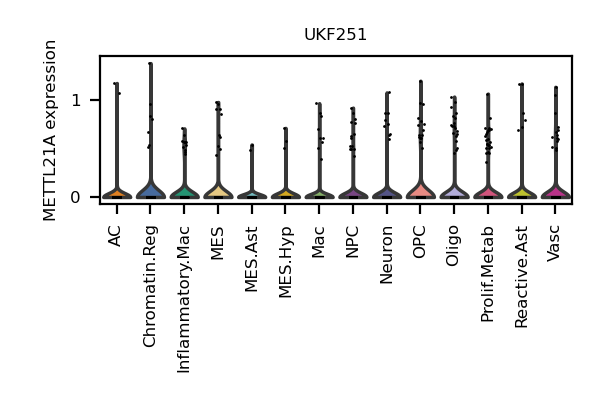 UKF251
METTL21A expression
1
0
AC
Chromatin.Reg
Inflammatory.Mac
MES
MES.Ast
MES.Hyp
Mac
NPC
Neuron
OPC
Oligo
Prolif.Metab
Reactive.Ast
Vasc